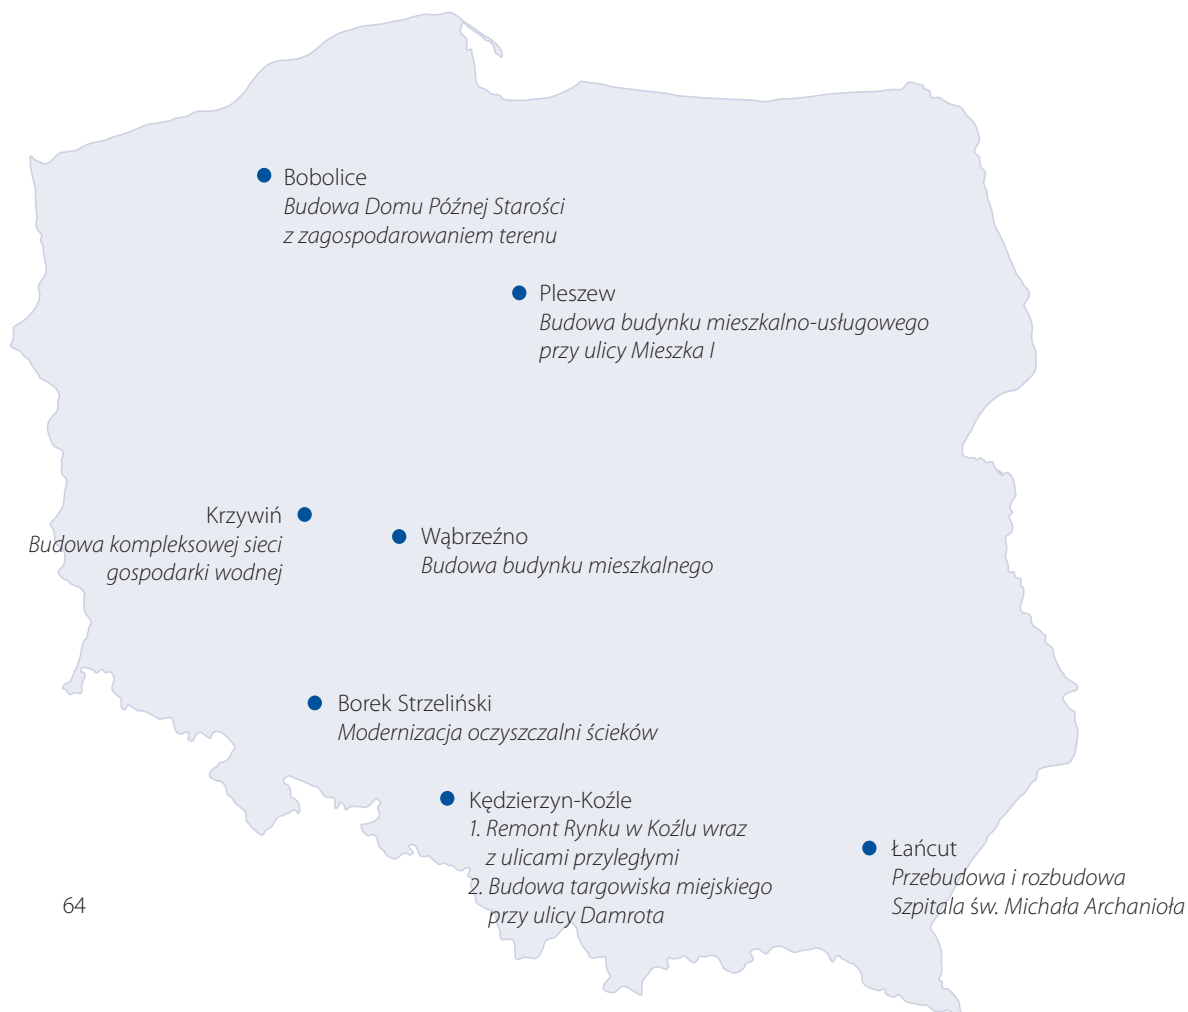 Bobolice
Budowa Domu Późnej Starości
z zagospodarowaniem terenu
Pleszew
Budowa budynku mieszkalno-usługowego
przy ulicy Mieszka I
Krzywiń
Budowa kompleksowej sieci
gospodarki wodnej
Wąbrzeźno
Budowa budynku mieszkalnego
Borek Strzeliński
Modernizacja oczyszczalni ścieków
Kędzierzyn-Koźle
1. Remont Rynku w Koźlu wraz
z ulicami przyległymi
2. Budowa targowiska miejskiego
przy ulicy Damrota
Łańcut
Przebudowa i rozbudowa
Szpitala św. Michała Archanioła
64